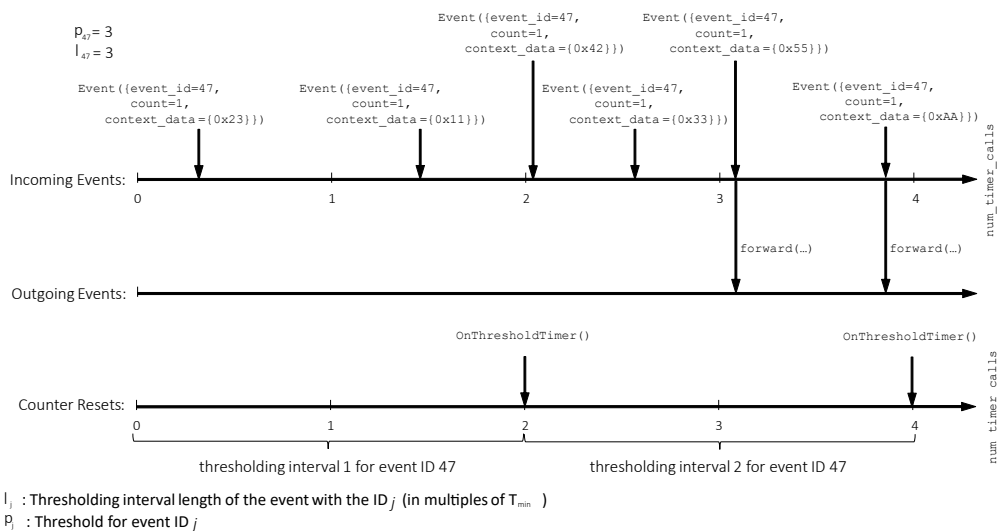 p47= 3
l47= 3
Event({event_id=47,
count=1,
context_data={0x42}})
Event({event_id=47,
count=1,
context_data={0x55}})
Event({event_id=47,
count=1,
context_data={0x23}})
Event({event_id=47,
count=1,
context_data={0x11}})
Event({event_id=47,
count=1,
context_data={0x33}})
Event({event_id=47,
count=1,
context_data={0xAA}})
Incoming Events:
0 1 2 3 4
num_timer_calls
forward(…) forward(…)
Outgoing Events:
OnThresholdTimer() OnThresholdTimer()
Counter Resets:
0 1 2 3 4
num timer calls
thresholding interval 1 for event ID 47 thresholding interval 2 for event ID 47
lj : Thresholding interval length of the event with the ID j (in multiples of Tmin )
pj : Threshold for event ID j